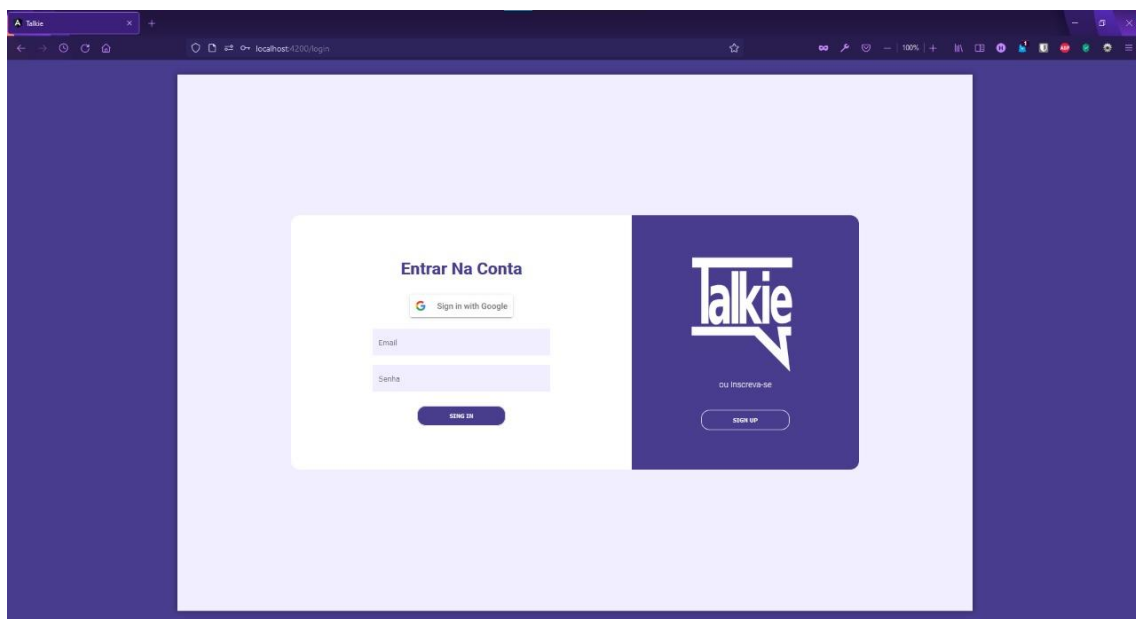 Talkie
localhost:4200/login
100%
Entrar Na Conta
Sign in with Google
Email
Senha
SING IN
Talkie
ou Inscreva-se
SIGN UP